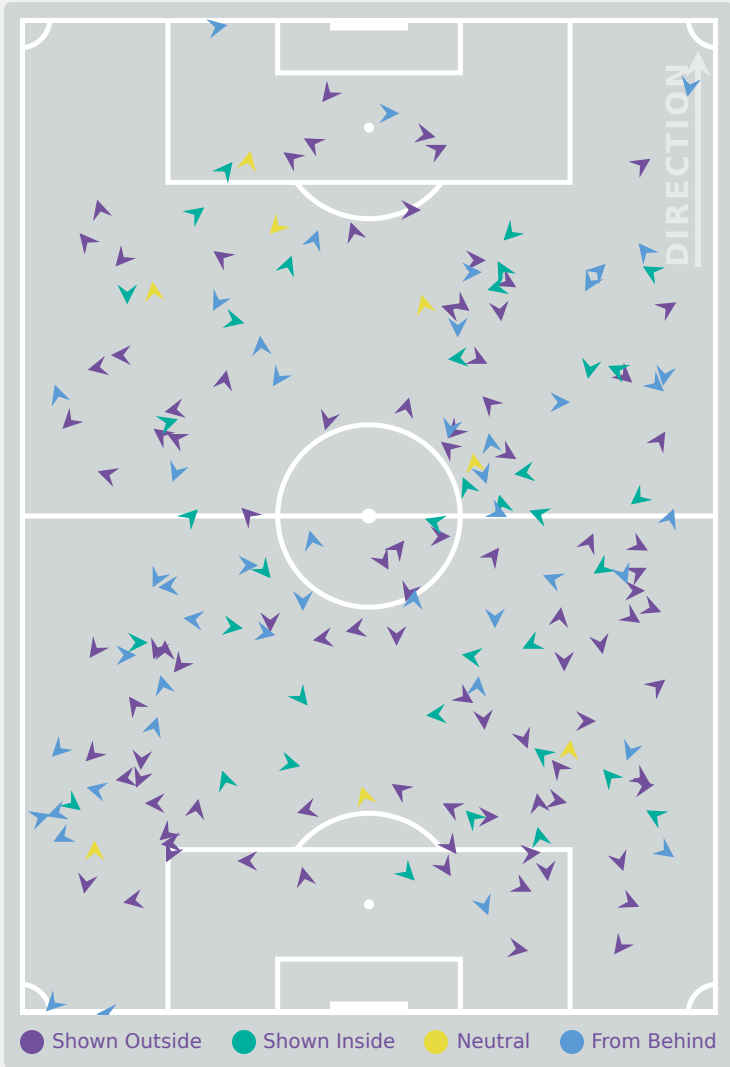 DIRECTION
Shown Outside
Shown Inside
Neutral
From Behind